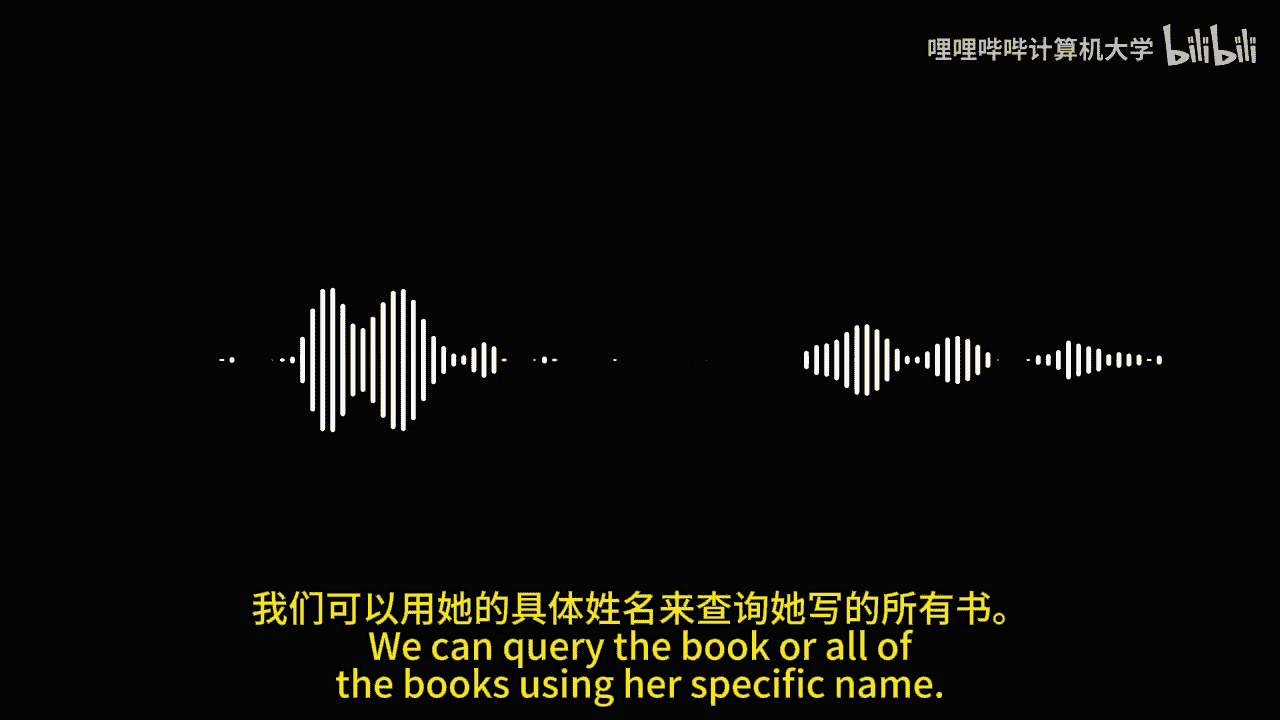 哩哩哔哔计算机大学 bilibili
我们可以用她的具体姓名来查询她写的所有书。
We can query the book or all of
the books using her specific name.